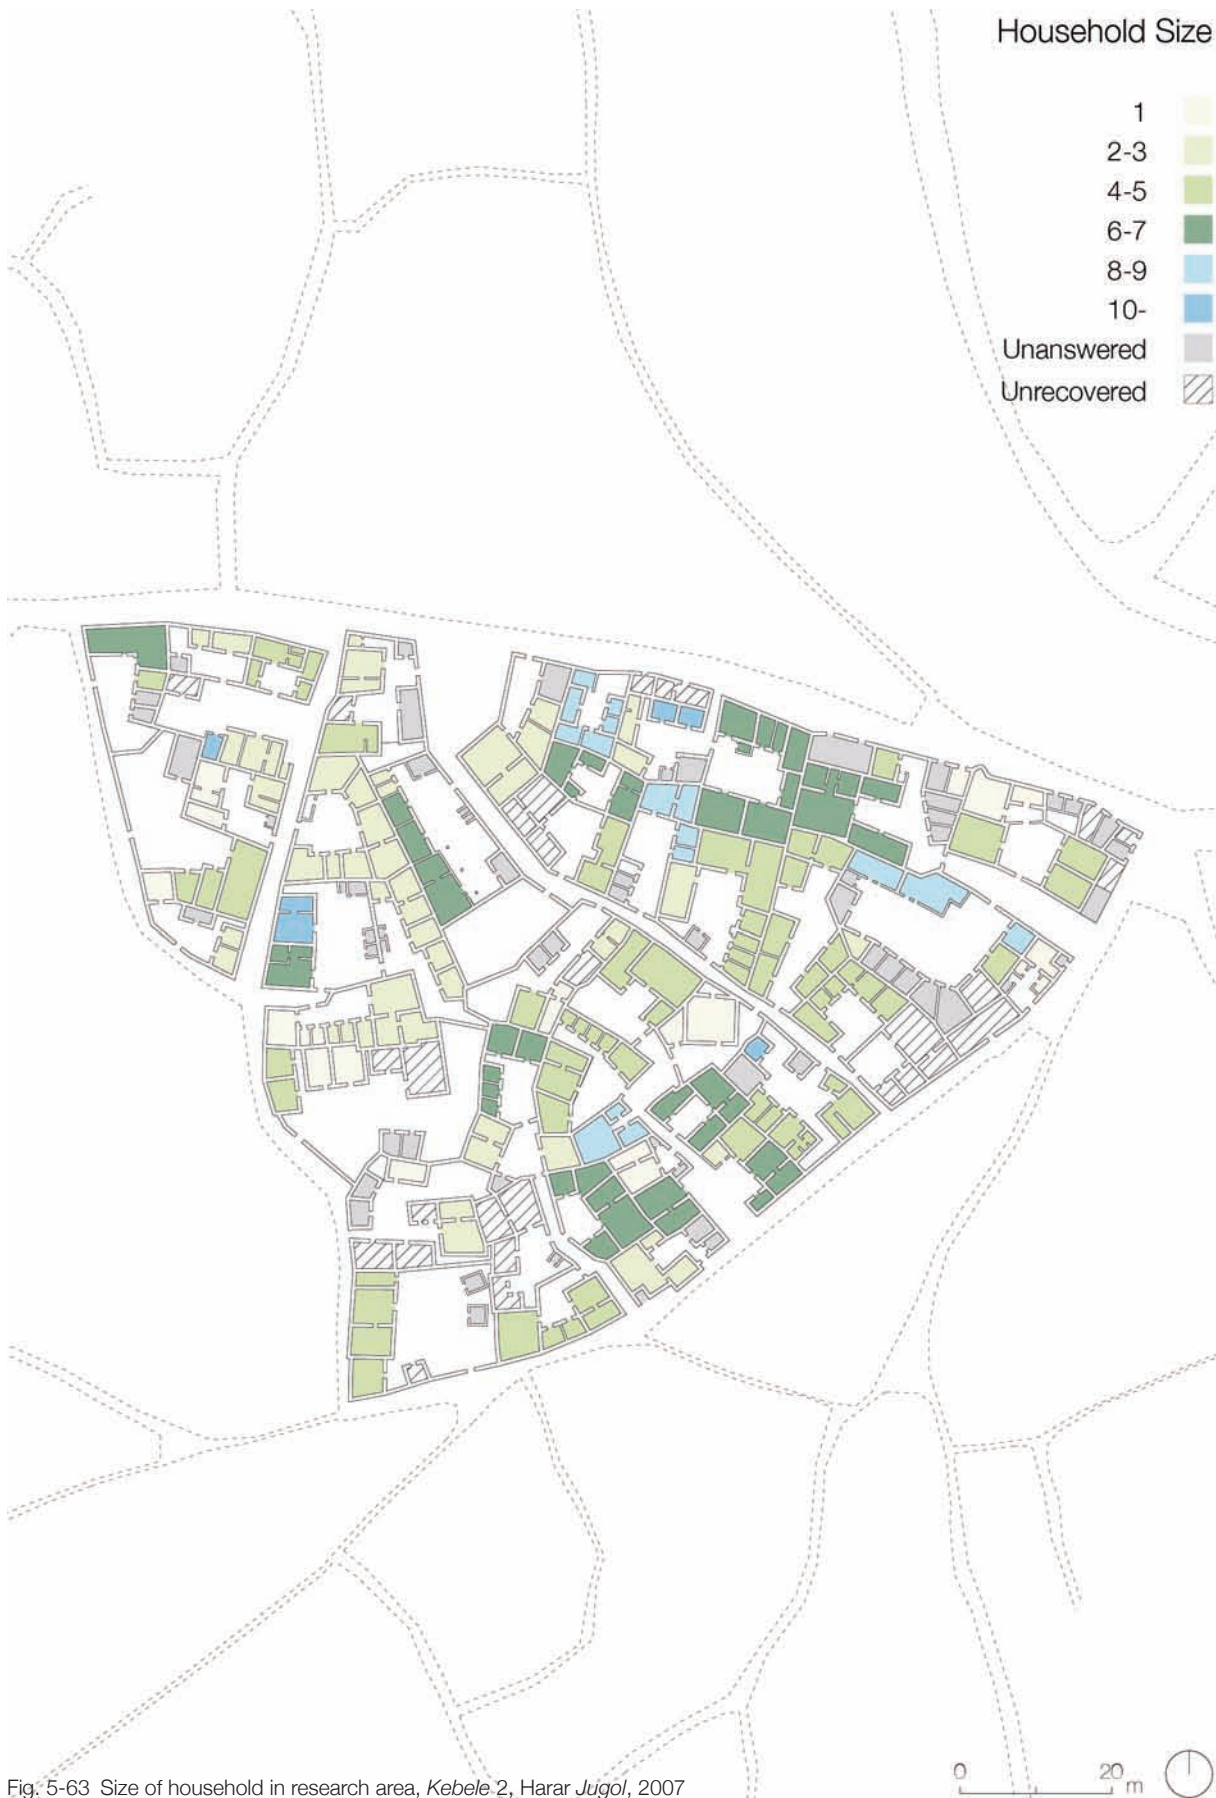 Household Size
1
2-3
4-5
6-7
8-9
10-
Unanswered
Unrecovered
0 20 m
Fig. 5-63 Size of household in research area, Kebele 2, Harar Jugol, 2007